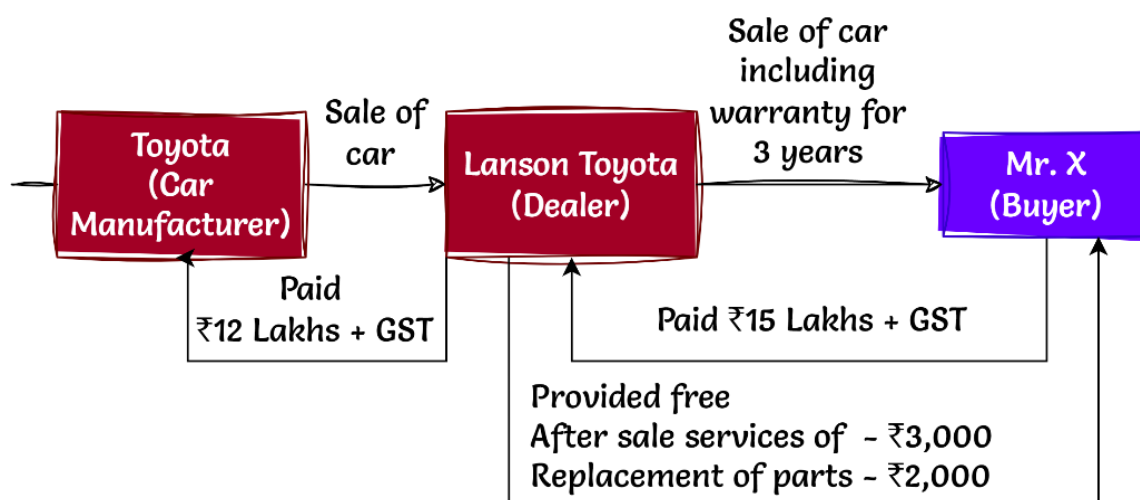 Toyota
(Car
Manufacturer)
Sale of
car
Lanson Toyota
(Dealer)
Sale of car
including
warranty for
3 years
Mr. X
(Buyer)
Paid
₹12 Lakhs + GST
Paid ₹15 Lakhs + GST
Provided free
After sale services of - ₹3,000
Replacement of parts - ₹2,000